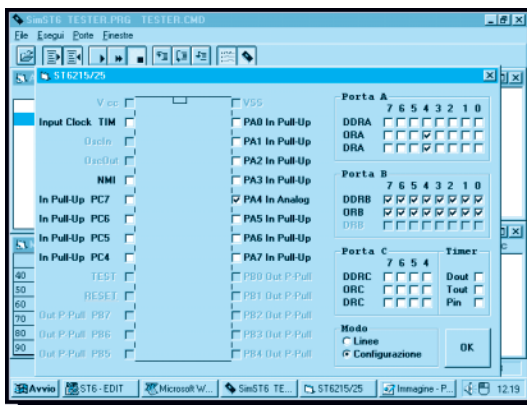 SimST6 TESTER.PRG TESTER.CMD
File Esegui Porte Finestre
ST6215/25
Vcc VSS
Input Clock TIM PA0 In Pull-Up
OscIn PA1 In Pull-Up
OscOut PA2 In Pull-Up
NMI PA3 In Pull-Up
In Pull-Up PC7 PA4 In Analog
In Pull-Up PC6 PA5 In Pull-Up
In Pull-Up PC5 PA6 In Pull-Up
In Pull-Up PC4 PA7 In Pull-Up
TEST PB0 Out P-Pull
RESET PB1 Out P-Pull
Out P-Pull PB7 PB2 Out P-Pull
Out P-Pull PB6 PB3 Out P-Pull
Out P-Pull PB5 PB4 Out P-Pull
Porta A
7 6 5 4 3 2 1 0
DDRA
ORA
DRA
Porta B
7 6 5 4 3 2 1 0
DDRB
ORB
DRB
Porta C Timer
7 6 5 4
DDRC Dout
ORC Tout
DRC Pin
Modo
Linee
Configurazione
OK
40
50
60
70
80
90
Avvio ST6 - EDIT Microsoft W... SimST6 TE... ST6215/25 Immagine - P... 12.19